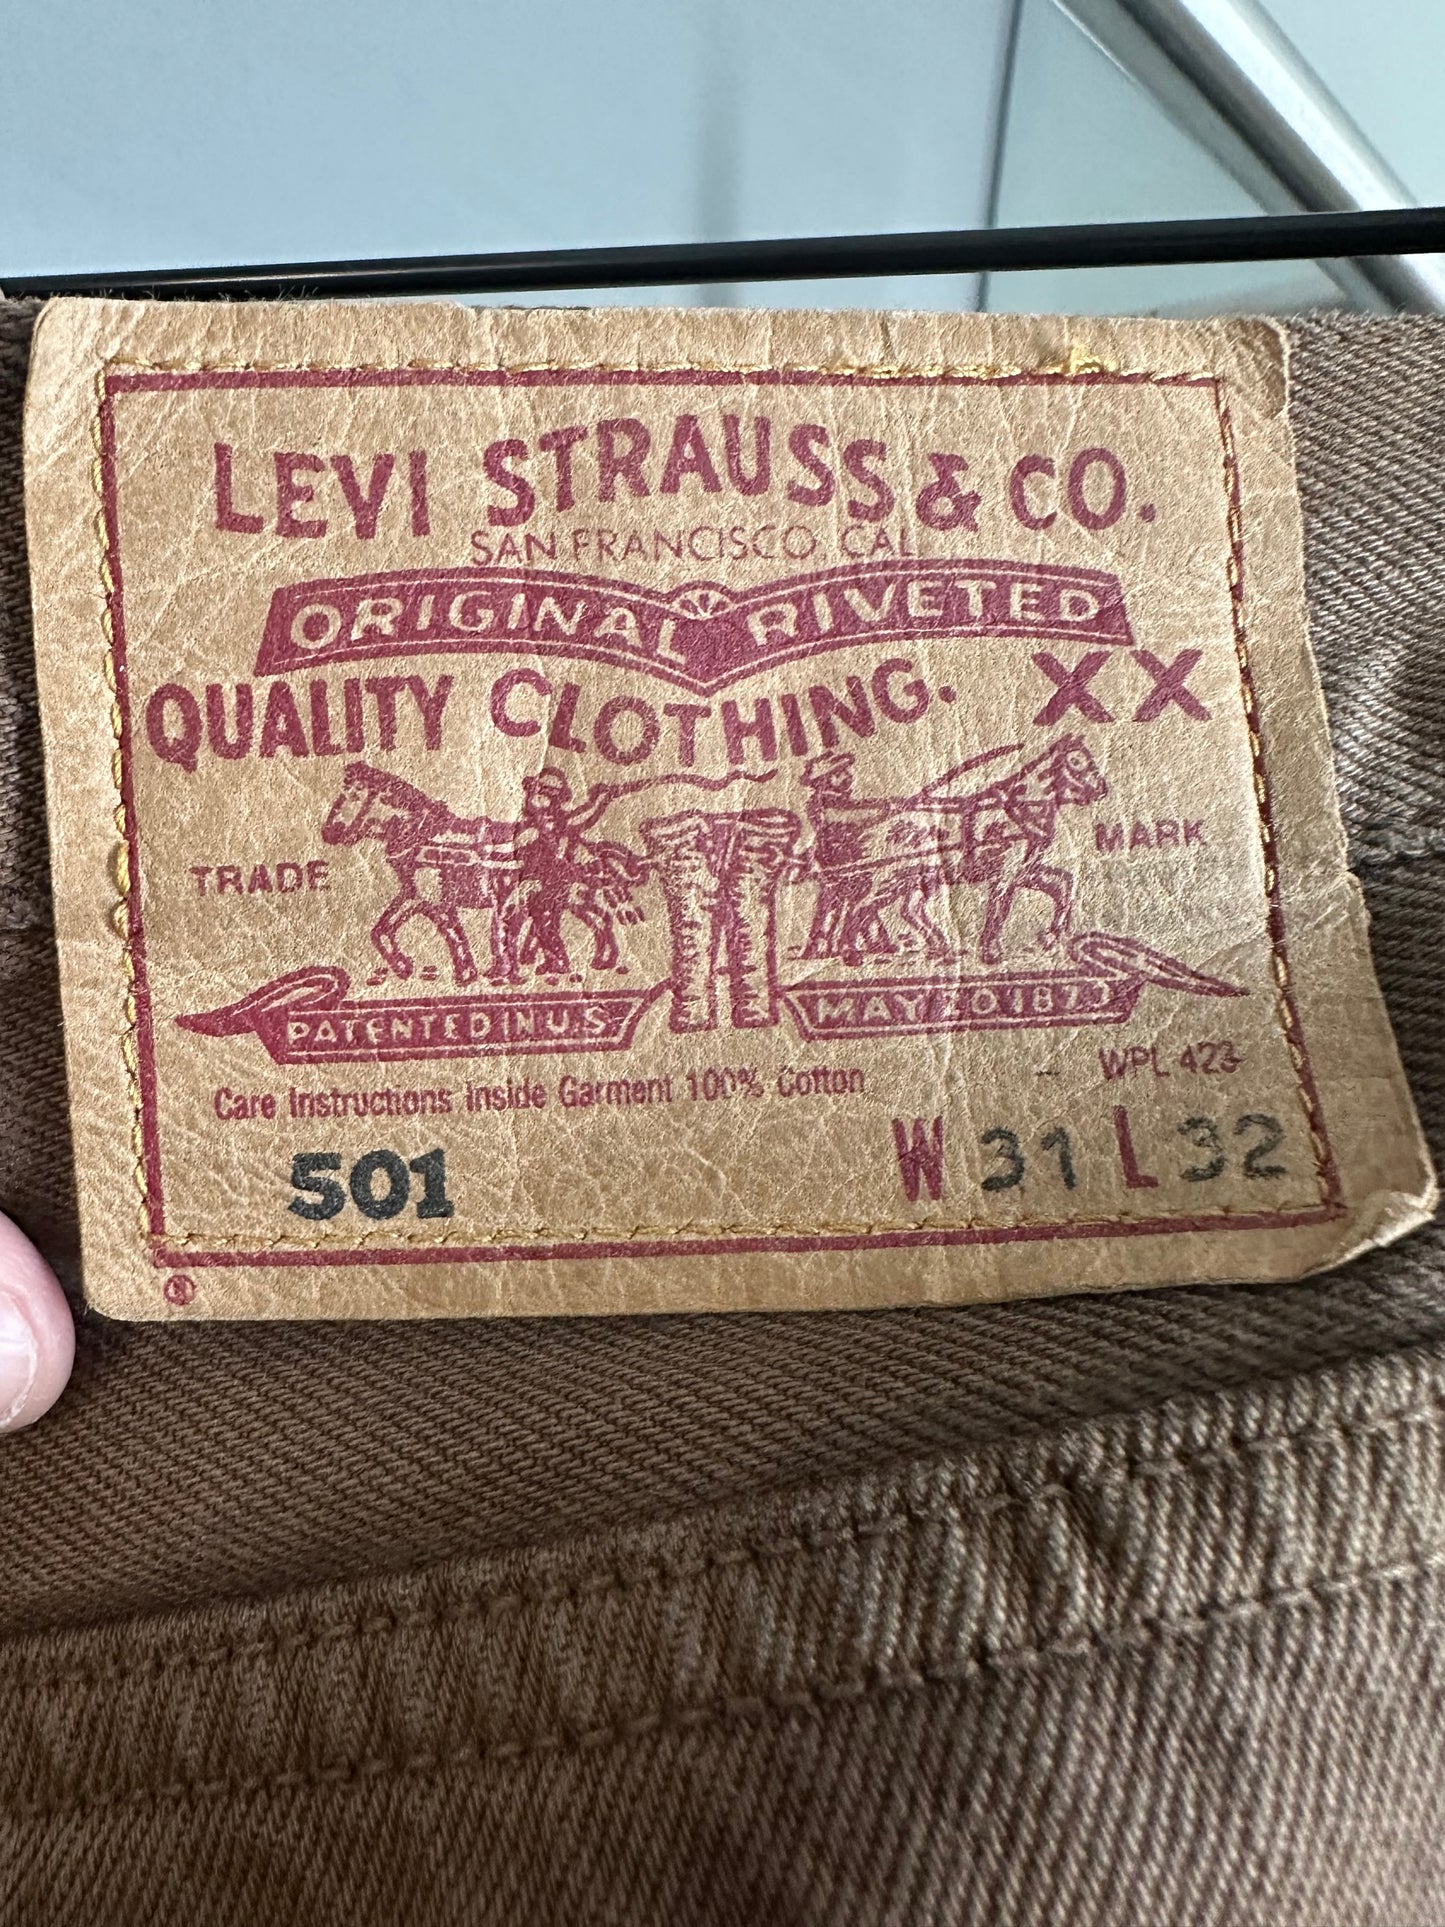 LEVI STRAUSS & CO.
SAN FRANCISCO, CAL
ORIGINAL RIVETED
QUALITY CLOTHING. XX
TRADE MARK
PATENTED IN U.S. MAY 20 1873
Care Instructions Inside Garment 100% Cotton
WPL 423
501 W 31 L 32
®